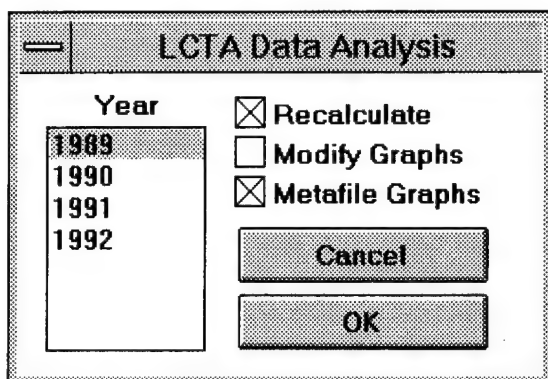 LCTA Data Analysis
Year
1989
1990
1991
1992
Recalculate
Modify Graphs
Metafile Graphs
Cancel
OK